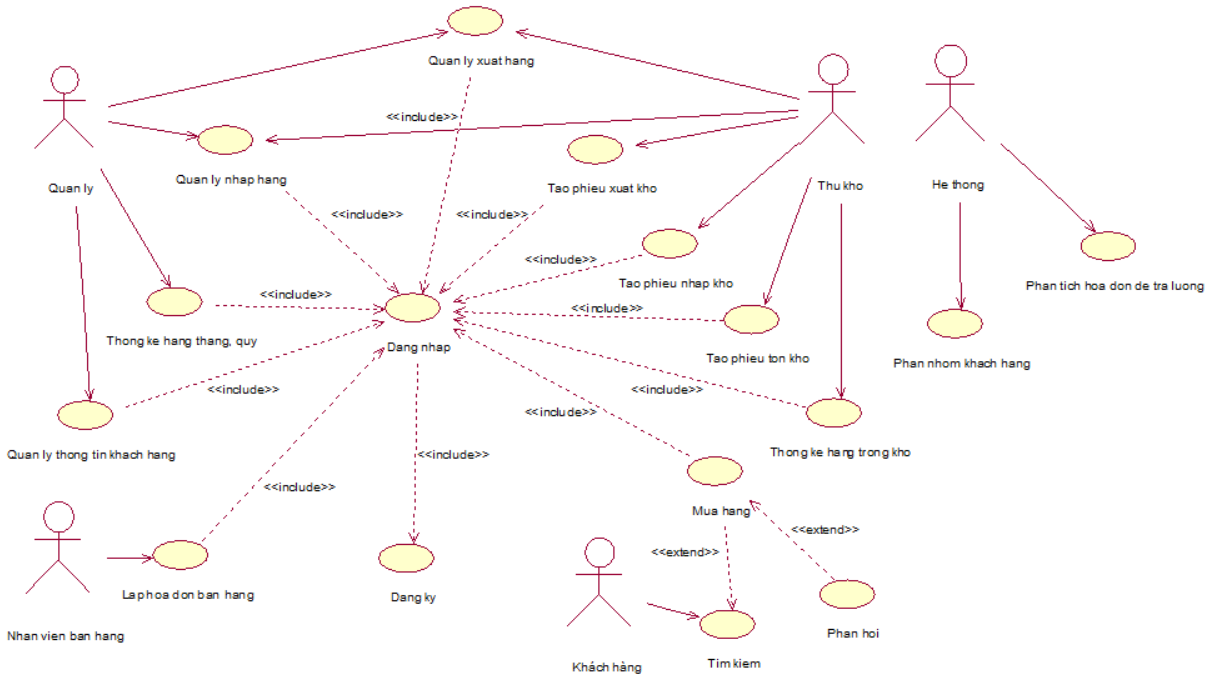 Quan ly xuat hang
<<include>>
Quan ly nhap hang
Tao phieu xuat kho
Quan ly
Thu kho
He thong
<<include>>
<<include>>
<<include>>
Tao phieu nhap kho
Phan tich hoa don de tra luong
<<include>>
<<include>>
Thong ke hang thang, quy
Dang nhap
Tao phieu ton kho
Phan nhom khach hang
<<include>>
<<include>>
<<include>>
Quan ly thong tin khach hang
<<include>>
Thong ke hang trong kho
<<include>>
Mua hang
<<extend>>
<<extend>>
Lap hoa don ban hang
Dang ky
Nhan vien ban hang
Phan hoi
Khách hàng
Tim kiem